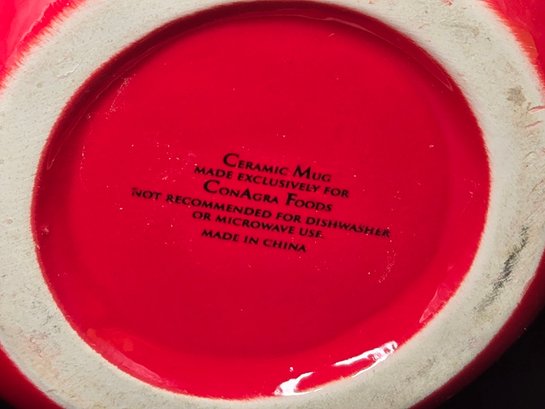 Ceramic Mug
made exclusively for
ConAgra Foods
not recommended for dishwasher
or microwave use.
made in china